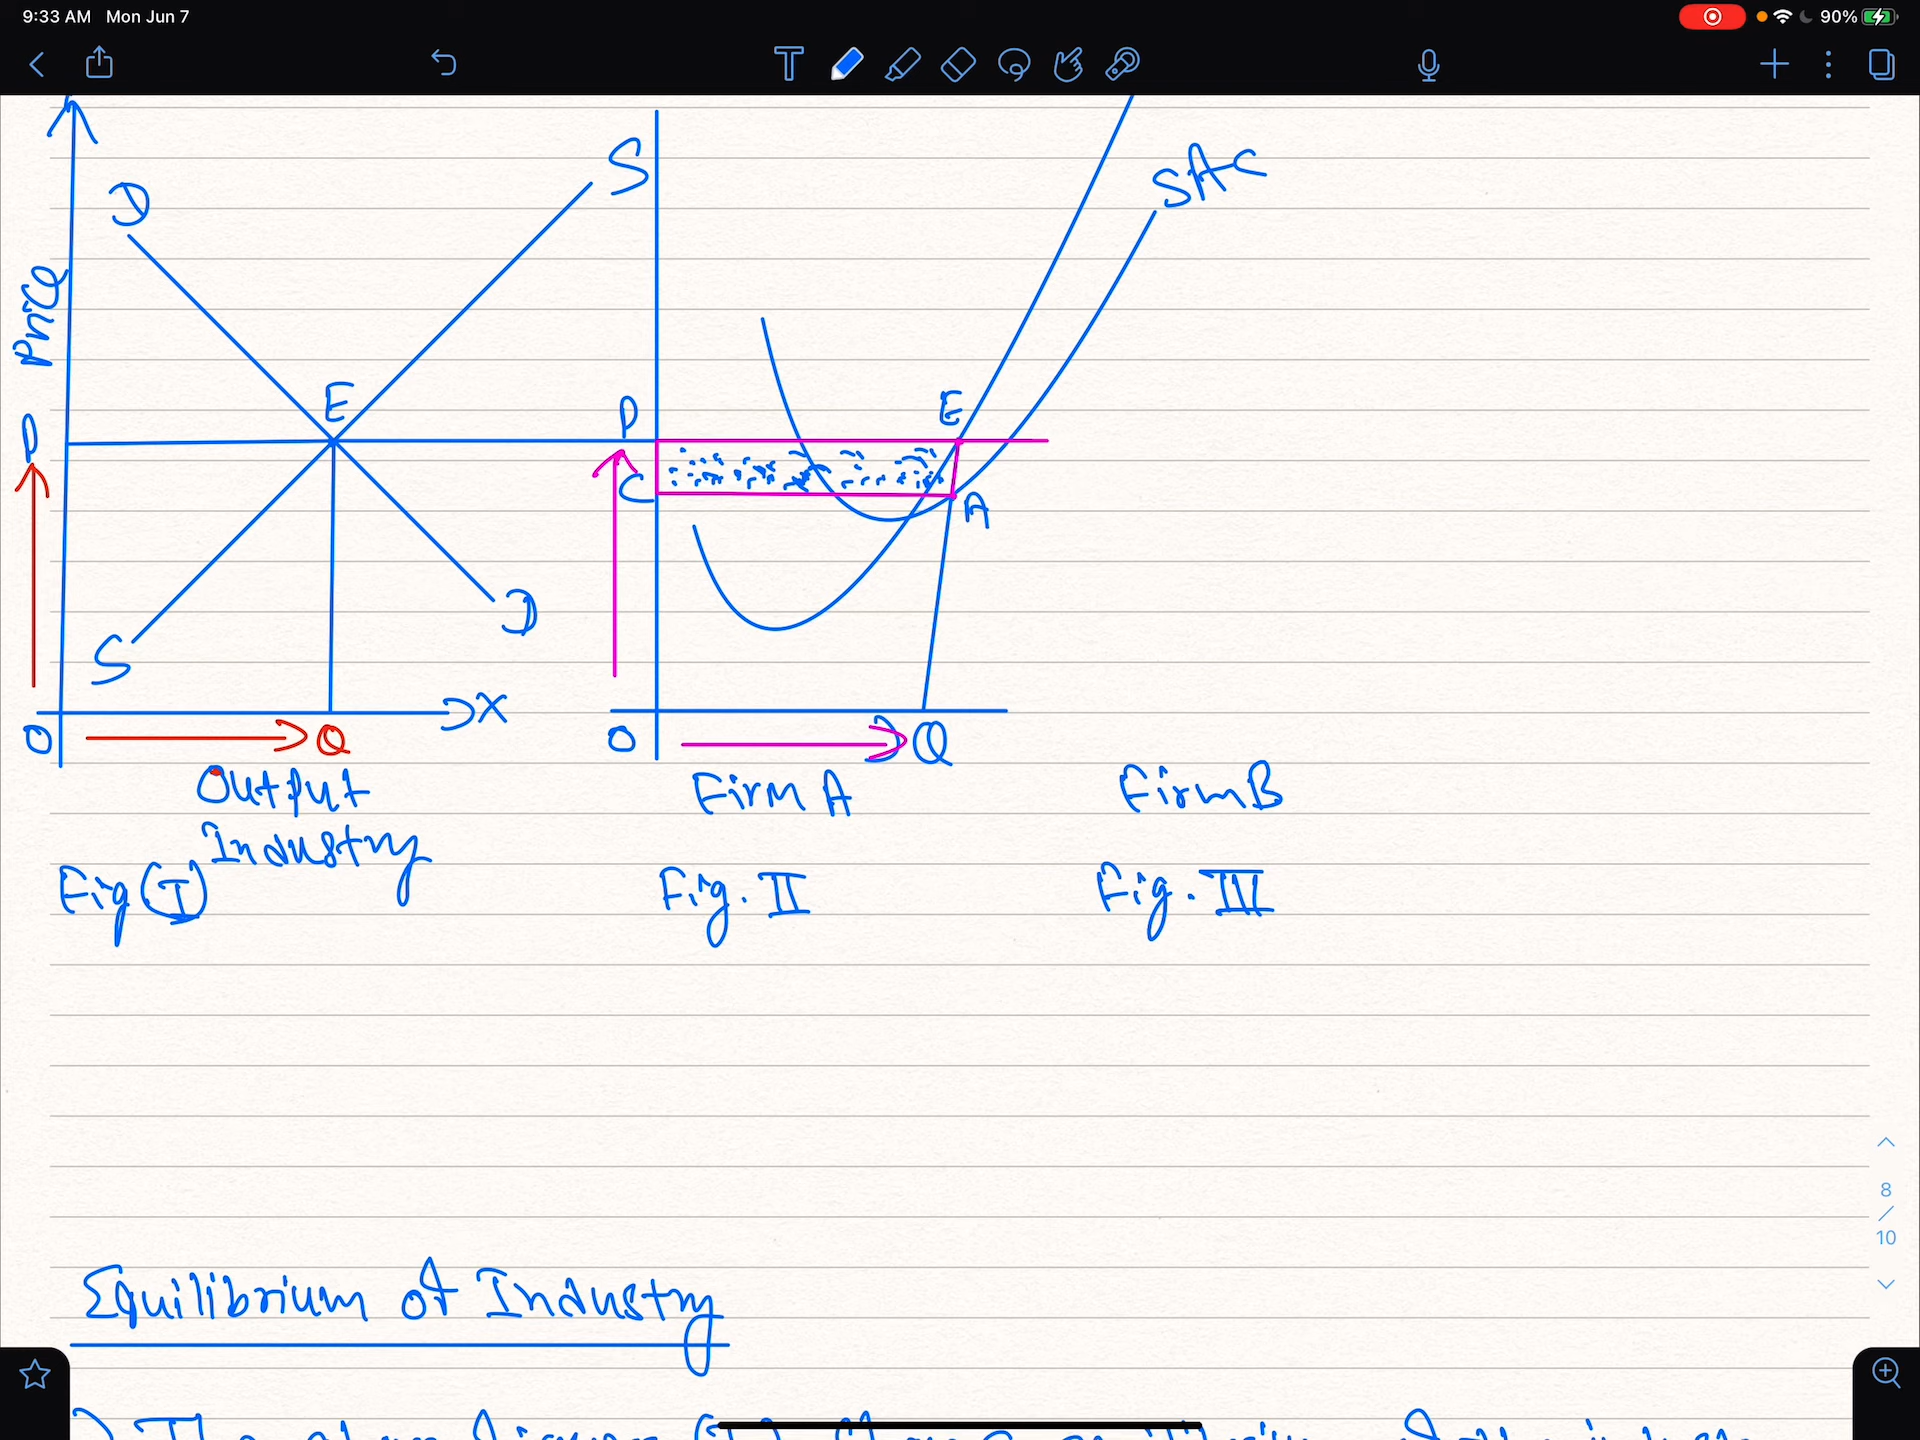 9:33 AM Mon Jun 7
90%
T
D
S
SAC
Price
E
P
P
E
C
A
S
D
X
O
Q
O
Q
Output
Industry
Firm A
Firm B
Fig (I)
Fig. II
Fig. III
8
/
10
Equilibrium of Industry